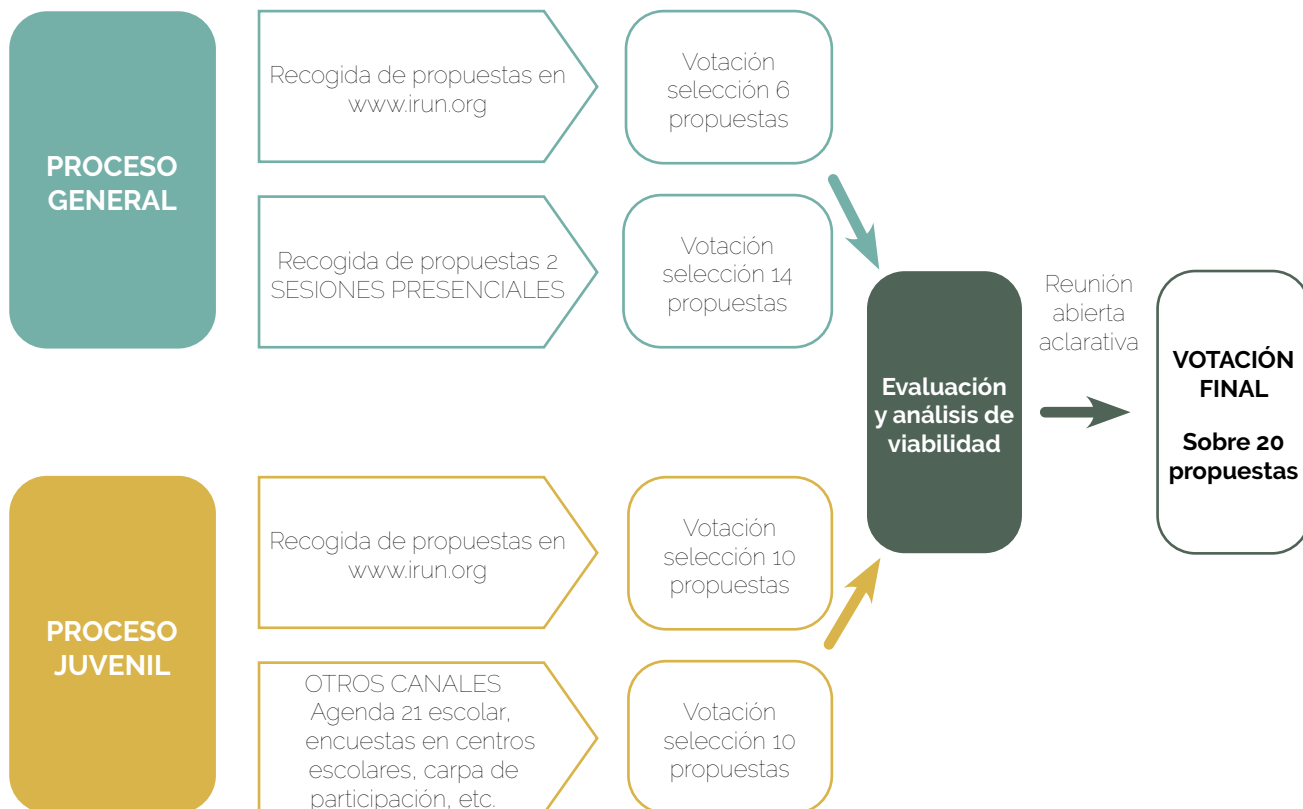 PROCESO
GENERAL
Recogida de propuestas en
www.irun.org
Votación
selección 6
propuestas
Recogida de propuestas 2
SESIONES PRESENCIALES
Votación
selección 14
propuestas
PROCESO
JUVENIL
Recogida de propuestas en
www.irun.org
Votación
selección 10
propuestas
OTROS CANALES
Agenda 21 escolar,
encuestas en centros
escolares, carpa de
participación, etc.
Votación
selección 10
propuestas
Evaluación
y análisis de
viabilidad
Reunión
abierta
aclarativa
VOTACIÓN
FINAL
Sobre 20
propuestas